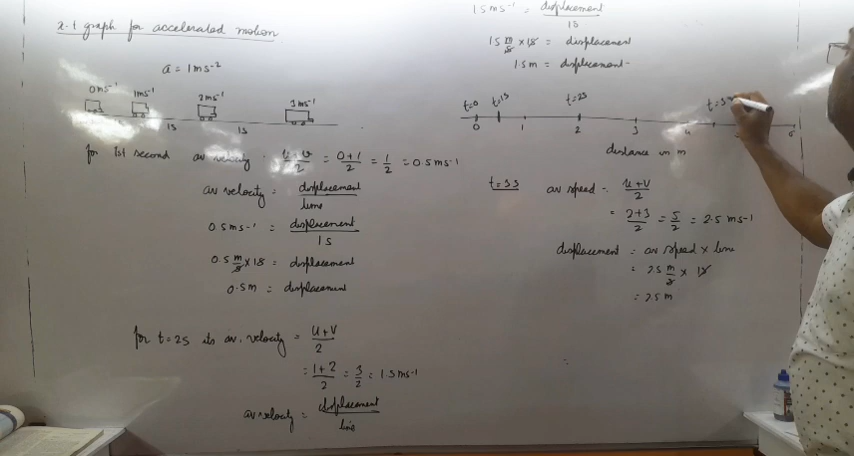 x-t graph for accelerated motion
a = 1ms⁻²
0ms⁻¹ 1ms⁻¹ 2ms⁻¹ 3ms⁻¹
1s 1s
for 1st second av velocity = u+v/2 = 0+1/2 = 1/2 = 0.5ms⁻¹
av velocity = displacement/time
0.5ms⁻¹ = displacement/1s
0.5 m/s × 1s = displacement
0.5m = displacement
for t=2s its av. velocity = u+v/2
= 1+2/2 = 3/2 = 1.5ms⁻¹
av velocity = displacement/time
1.5ms⁻¹ = displacement/1s
1.5 m/s × 1s = displacement
1.5m = displacement
t=0 t=1s t=2s t=3
0 1 2 3 4 6
distance in m
t=3s av speed = u+v/2
= 2+3/2 = 5/2 = 2.5 ms⁻¹
displacement = av speed × time
= 2.5 m/s × 1s
= 2.5 m